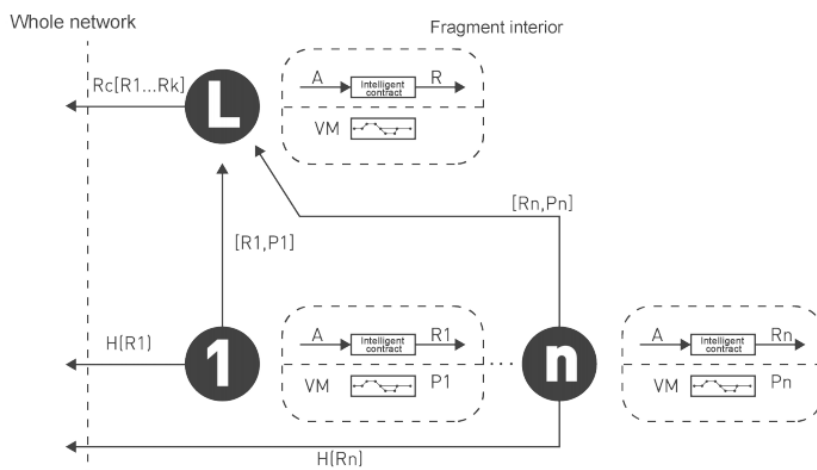 Whole network
Fragment interior
Rc[R1...Rk]
L
A
Intelligent
contract
R
VM
[Rn,Pn]
[R1,P1]
H(R1)
1
A
Intelligent
contract
R1
VM
P1
...
n
A
Intelligent
contract
Rn
VM
Pn
H(Rn)